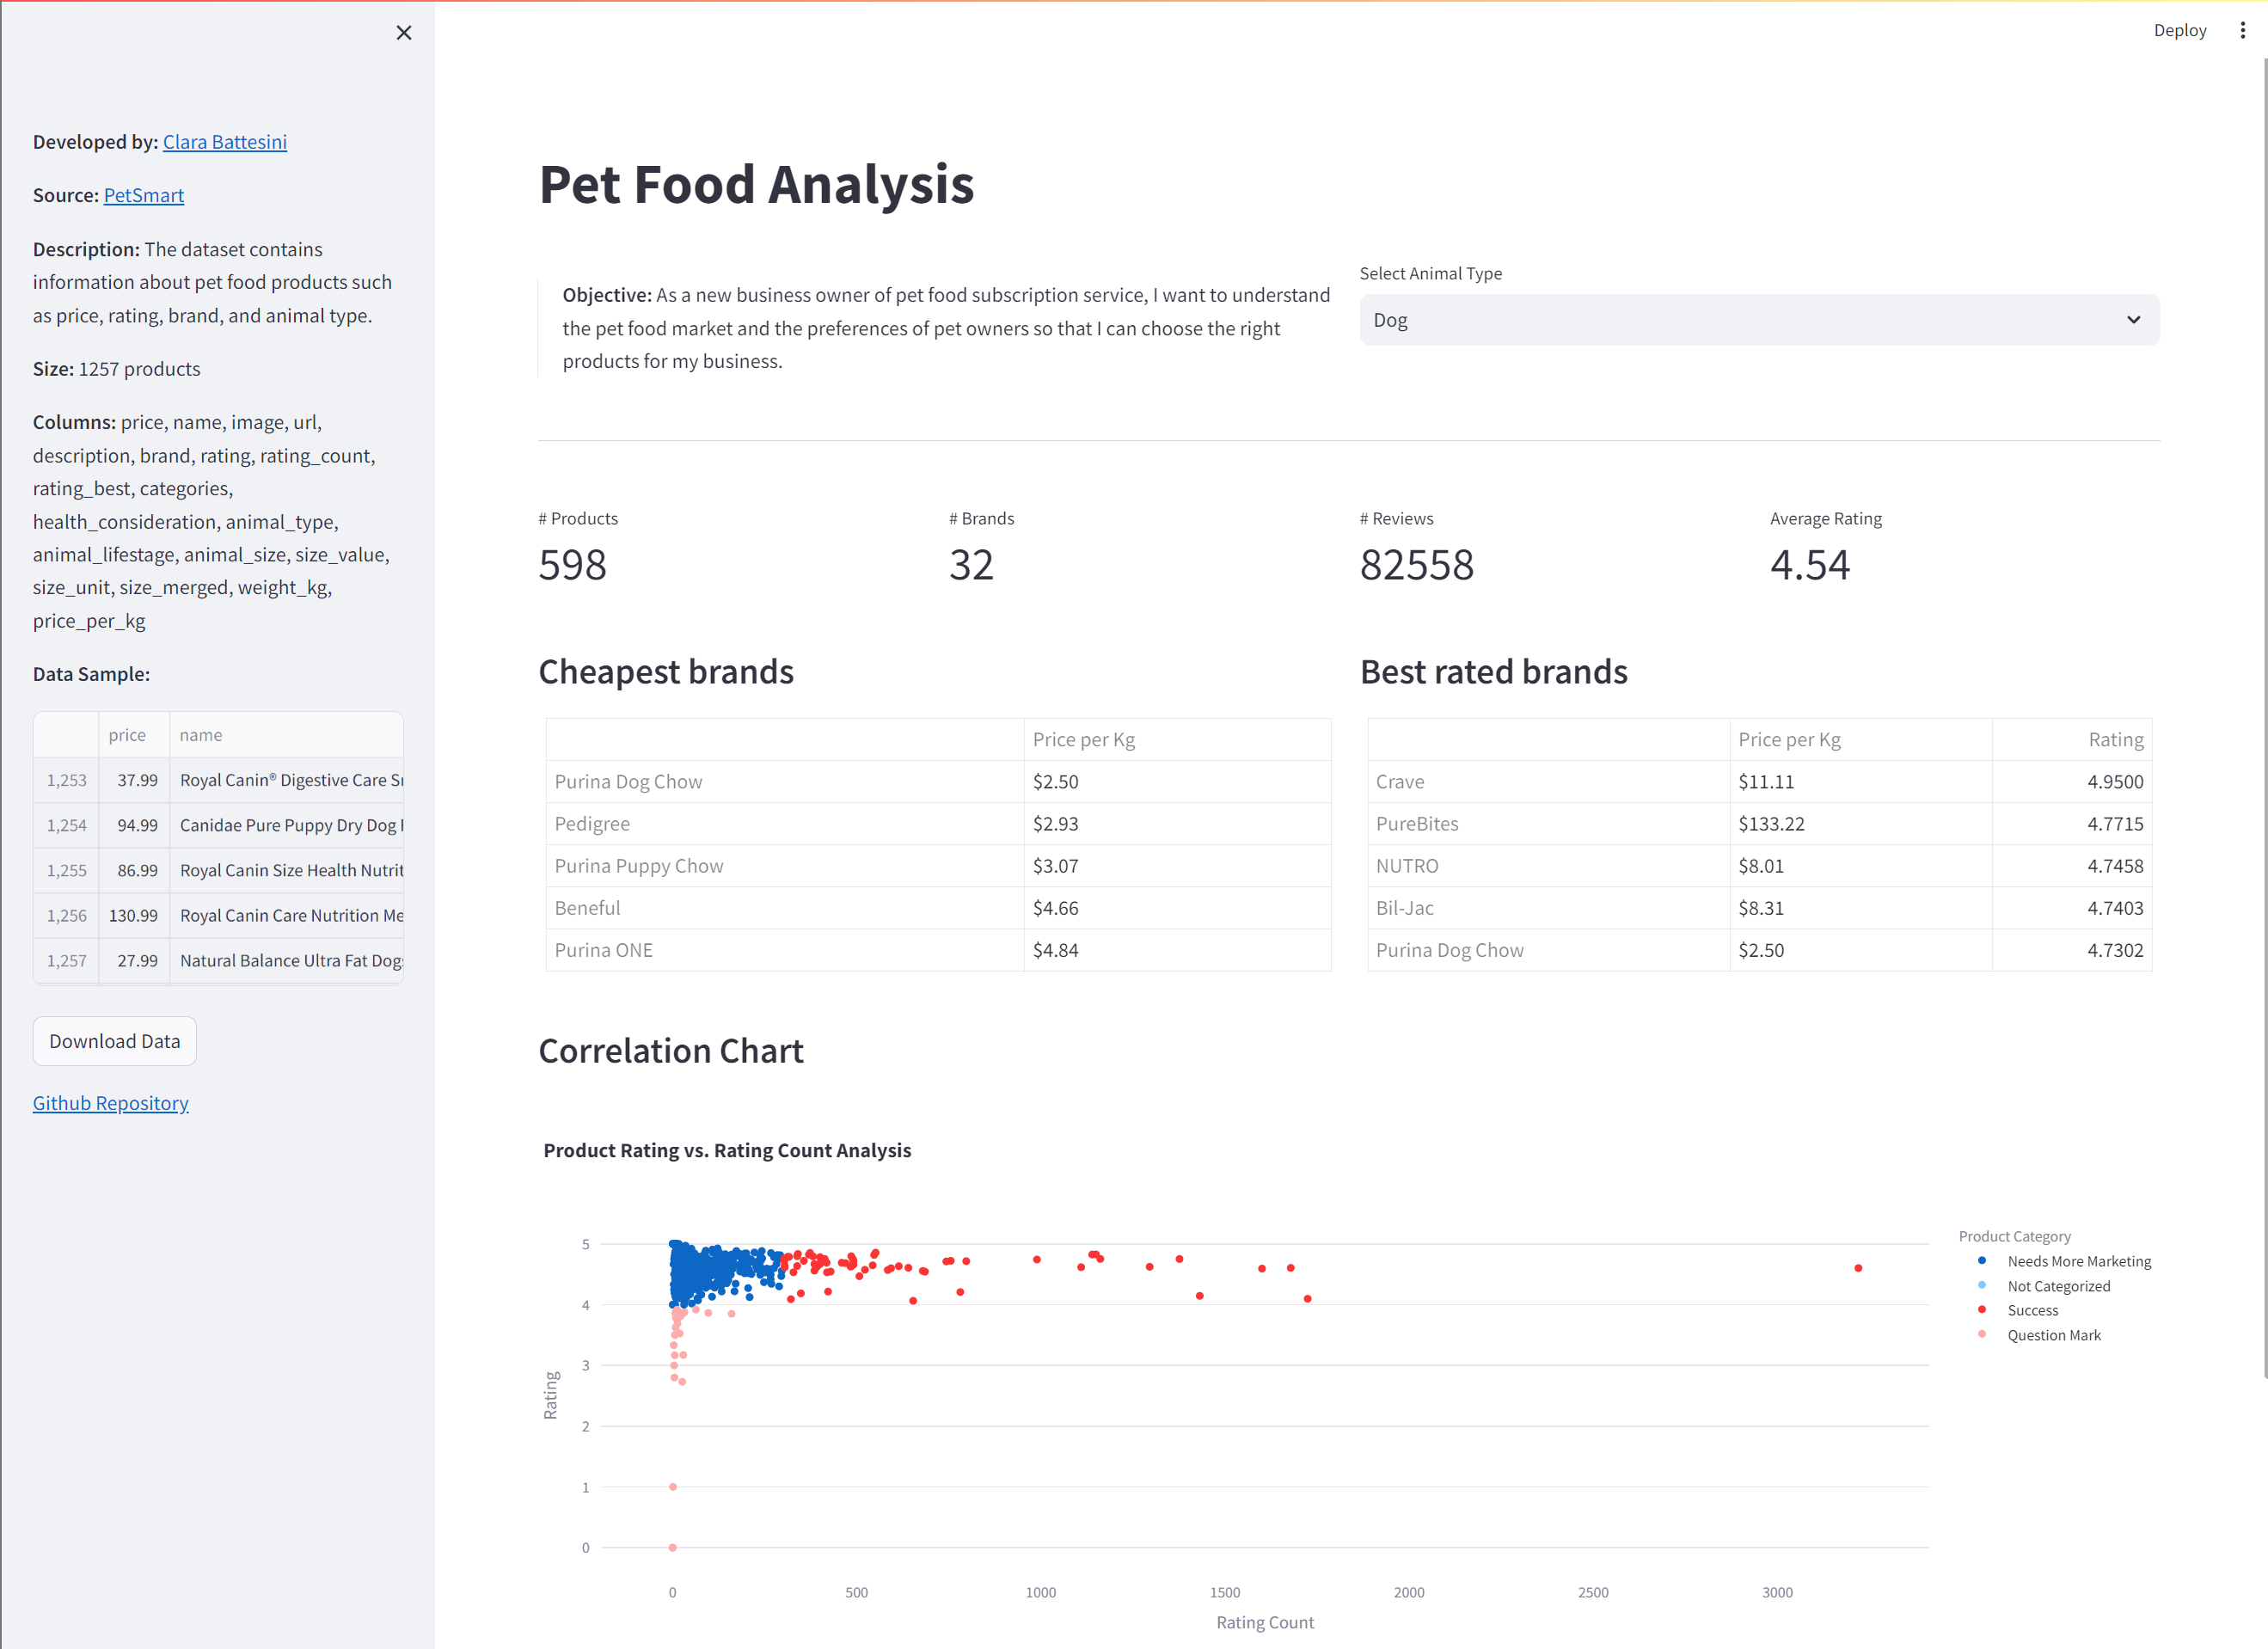 Deploy
Developed by: Clara Battesini
Source: PetSmart
Description: The dataset contains
information about pet food products such
as price, rating, brand, and animal type.
Size: 1257 products
Columns: price, name, image, url,
description, brand, rating, rating_count,
rating_best, categories,
health_consideration, animal_type,
animal_lifestage, animal_size, size_value,
size_unit, size_merged, weight_kg,
price_per_kg
Data Sample:
price name
1,253 37.99 Royal Canin® Digestive Care
1,254 94.99 Canidae Pure Puppy Dry Dog
1,255 86.99 Royal Canin Size Health Nutrit
1,256 130.99 Royal Canin Care Nutrition Me
1,257 27.99 Natural Balance Ultra Fat Dog
Download Data
Github Repository
Pet Food Analysis
Objective: As a new business owner of pet food subscription service, I want to understand
the pet food market and the preferences of pet owners so that I can choose the right
products for my business.
Select Animal Type
Dog
# Products
598
# Brands
32
# Reviews
82558
Average Rating
4.54
Cheapest brands
Price per Kg
Purina Dog Chow $2.50
Pedigree $2.93
Purina Puppy Chow $3.07
Beneful $4.66
Purina ONE $4.84
Best rated brands
Price per Kg Rating
Crave $11.11 4.9500
PureBites $133.22 4.7715
NUTRO $8.01 4.7458
Bil-Jac $8.31 4.7403
Purina Dog Chow $2.50 4.7302
Correlation Chart
Product Rating vs. Rating Count Analysis
Rating
5
4
3
2
1
0
0 500 1000 1500 2000 2500 3000
Rating Count
Product Category
Needs More Marketing
Not Categorized
Success
Question Mark